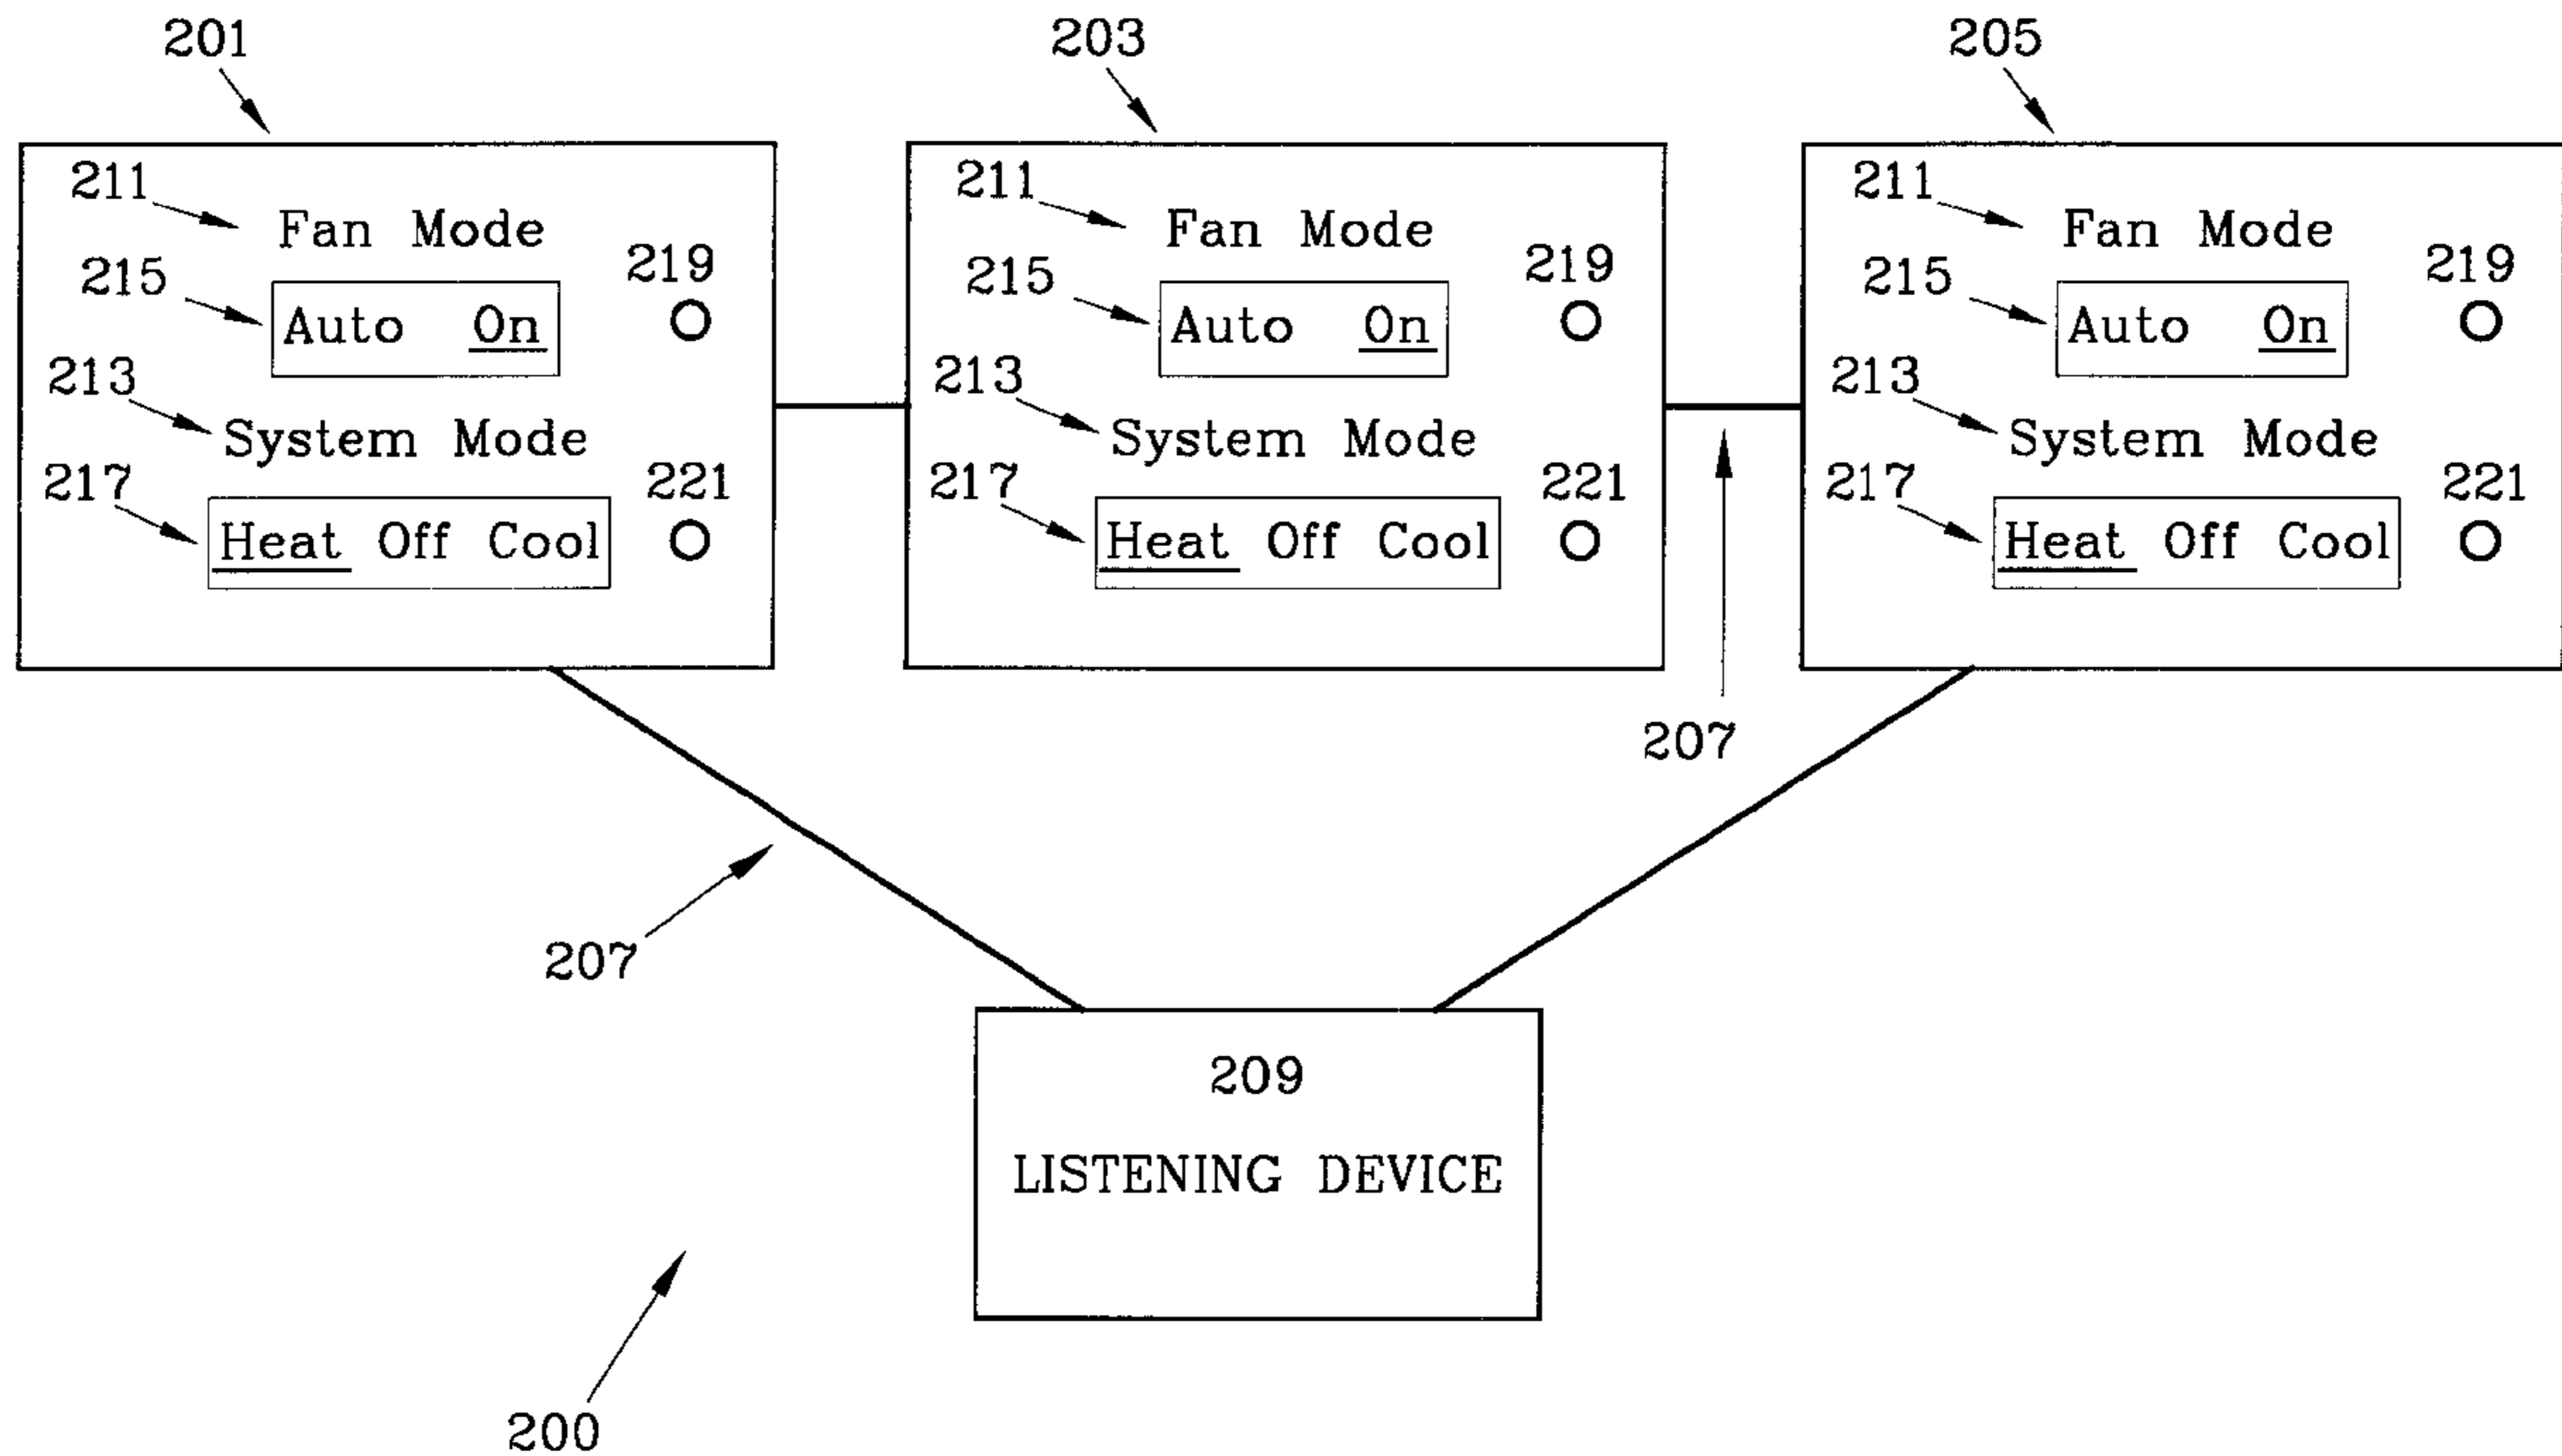 201 203 205
211 211 211
Fan Mode Fan Mode Fan Mode
215 219 215 219 215 219
Auto On Auto On Auto On
213 213 213
System Mode System Mode System Mode
217 221 217 221 217 221
Heat Off Cool Heat Off Cool Heat Off Cool
207
207
209
LISTENING DEVICE
200